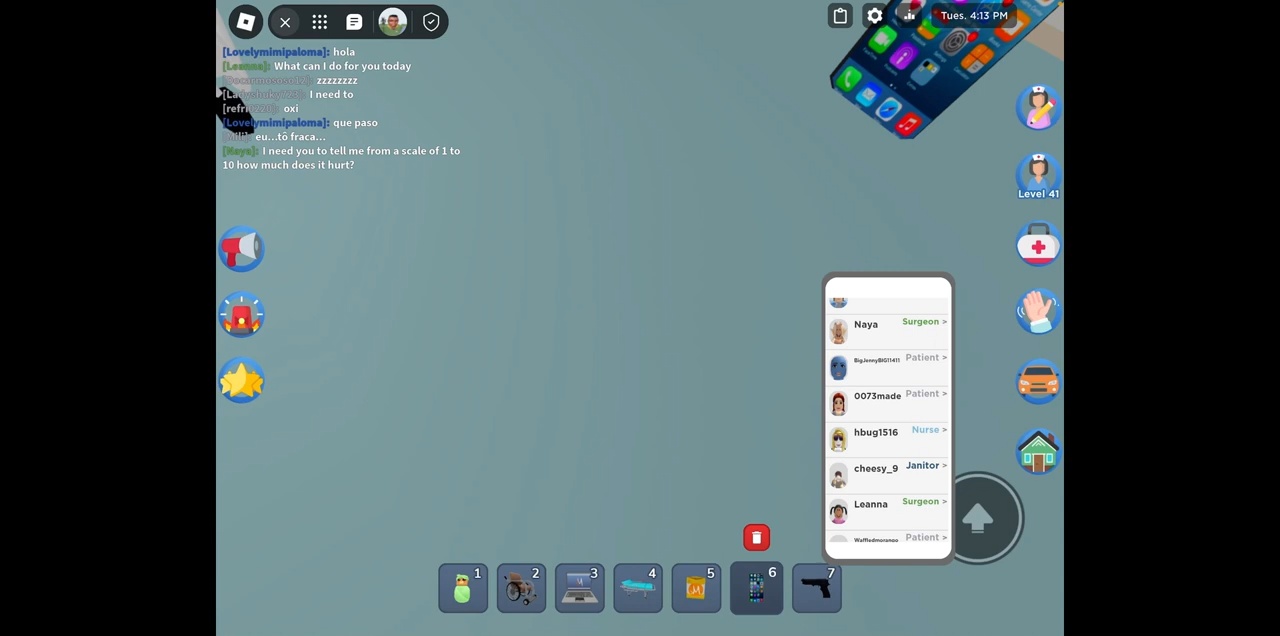 Tues. 4:13 PM
[Lovelymimipaloma]: hola
[Leanna]: What can I do for you today
zzzzzzzz
I need to
oxi
[Lovelymimipaloma]: que paso
eu...tô fraca...
[Naya]: I need you to tell me from a scale of 1 to
10 how much does it hurt?
Level 41
Naya Surgeon >
BigJennyBIG11411 Patient >
0073made Patient >
hbug1516 Nurse >
cheesy_9 Janitor >
Leanna Surgeon >
Waffledmorango Patient >
1 2 3 4 5 6 7